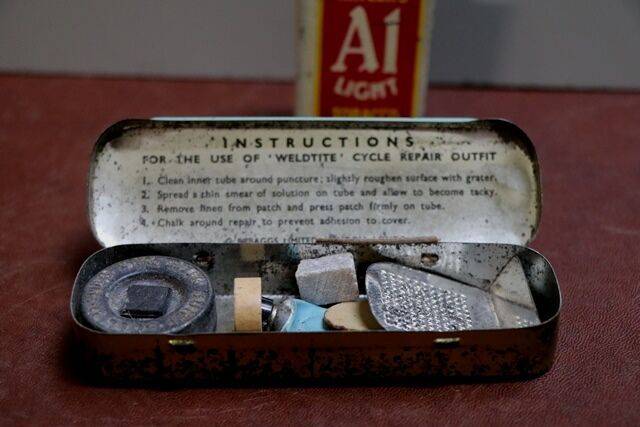 A1
LIGHT
INSTRUCTIONS
FOR THE USE OF 'WELDTITE' CYCLE REPAIR OUTFIT
1. Clean inner tube around puncture; slightly roughen surface with grater.
2. Spread a thin smear of solution on tube and allow to become tacky.
3. Remove linen from patch and press patch firmly on tube.
4. Chalk around repair to prevent adhesion to cover.